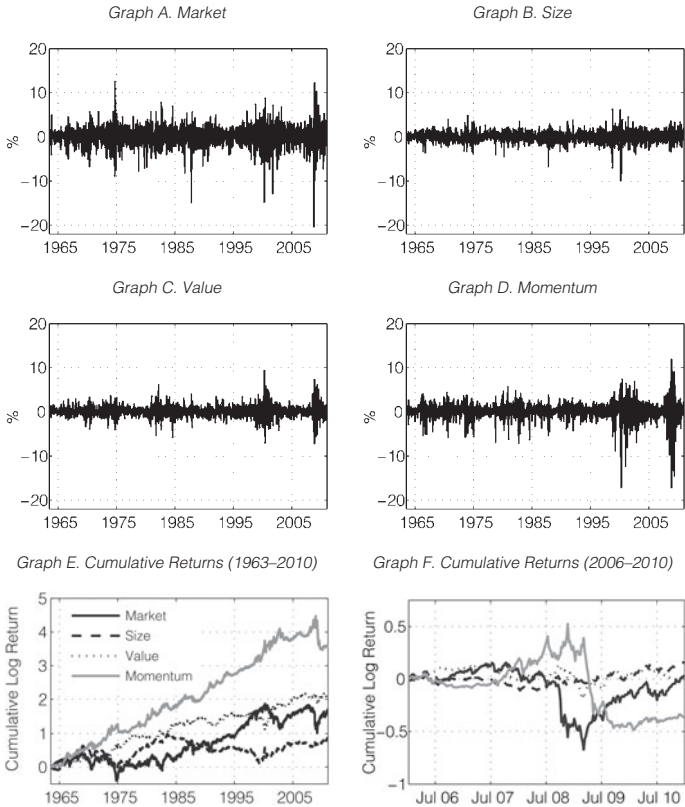 Graph A. Market
Graph B. Size
20
10
0
−10
−20
%
1965 1975 1985 1995 2005
20
10
0
−10
−20
%
1965 1975 1985 1995 2005
Graph C. Value
Graph D. Momentum
20
10
0
−10
−20
%
1965 1975 1985 1995 2005
20
10
0
−10
−20
%
1965 1975 1985 1995 2005
Graph E. Cumulative Returns (1963–2010)
Graph F. Cumulative Returns (2006–2010)
Cumulative Log Return
5
4
3
2
1
0
Market
Size
Value
Momentum
1965 1975 1985 1995 2005
Cumulative Log Return
0.5
0
−0.5
−1
Jul 06 Jul 07 Jul 08 Jul 09 Jul 10